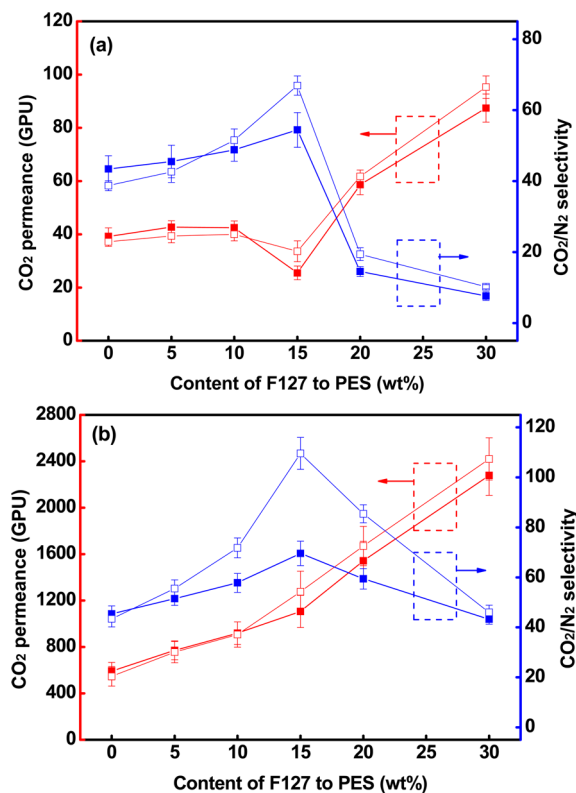 (a)
120
100
80
60
40
20
0
CO₂ permeance (GPU)
80
60
40
20
0
CO₂/N₂ selectivity
0 5 10 15 20 25 30
Content of F127 to PES (wt%)
(b)
2800
2400
2000
1600
1200
800
400
0
CO₂ permeance (GPU)
120
100
80
60
40
20
0
CO₂/N₂ selectivity
0 5 10 15 20 25 30
Content of F127 to PES (wt%)